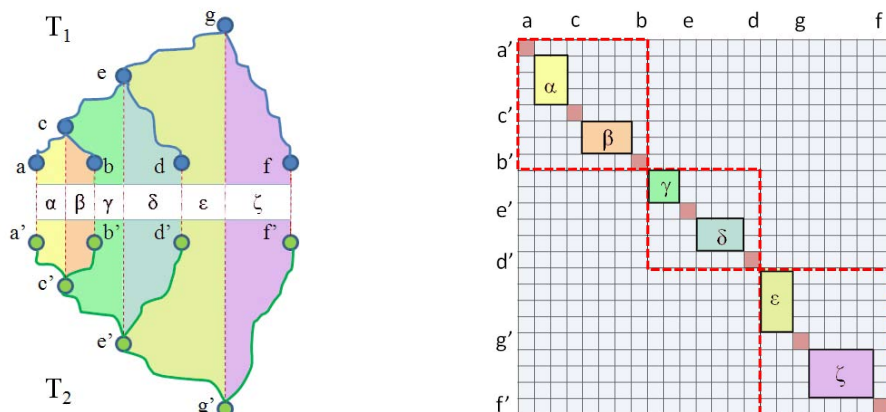 T1
g
e
c
a
b
d
f
α β γ δ ε ζ
a’
b’
d’
f’
c’
e’
T2
g’
a c b e d g f
a’
α
c’
β
b’
γ
e’
δ
d’
ε
g’
ζ
f’